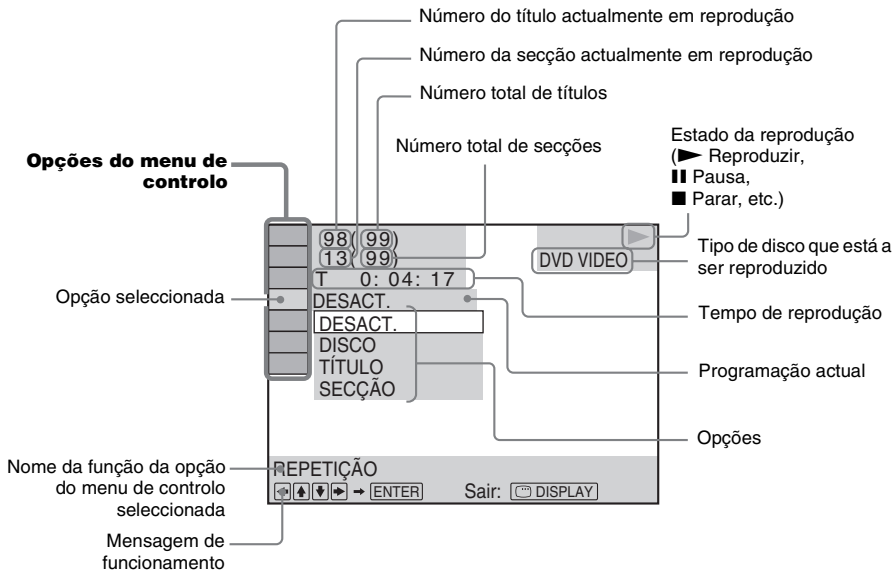 Número do título actualmente em reprodução
Número da secção actualmente em reprodução
Número total de títulos
Número total de secções
Estado da reprodução
(► Reproduzir,
❚❚ Pausa,
■ Parar, etc.)
Opções do menu de
controlo
98( 99)
13( 99)
T 0: 04: 17
DVD VIDEO
Tipo de disco que está a
ser reproduzido
Opção seleccionada
DESACT.
DESACT.
DISCO
TÍTULO
SECÇÃO
Tempo de reprodução
Programação actual
Opções
Nome da função da opção
do menu de controlo
seleccionada
REPETIÇÃO
ENTER Sair: DISPLAY
Mensagem de
funcionamento